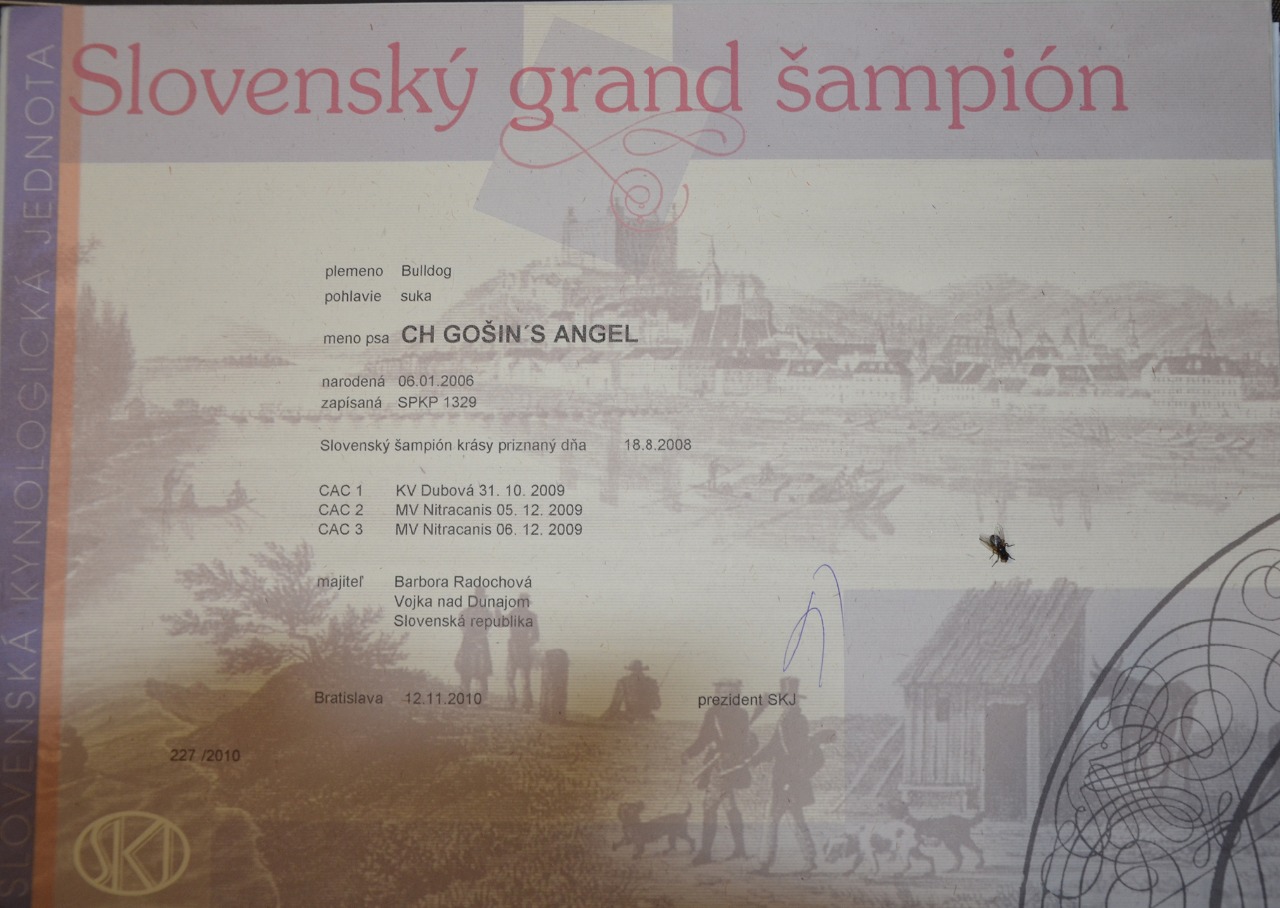 Slovenský grand šampión
SLOVENSKÁ KYNOLOGICKÁ JEDNOTA
plemeno Bulldog
pohlavie suka
meno psa CH GOŠIN´S ANGEL
narodená 06.01.2006
zapísaná SPKP 1329
Slovenský šampión krásy priznaný dňa 18.8.2008
CAC 1 KV Dubová 31. 10. 2009
CAC 2 MV Nitracanis 05. 12. 2009
CAC 3 MV Nitracanis 06. 12. 2009
majiteľ Barbora Radochová
Vojka nad Dunajom
Slovenská republika
Bratislava 12.11.2010
prezident SKJ
227 /2010
SKJ